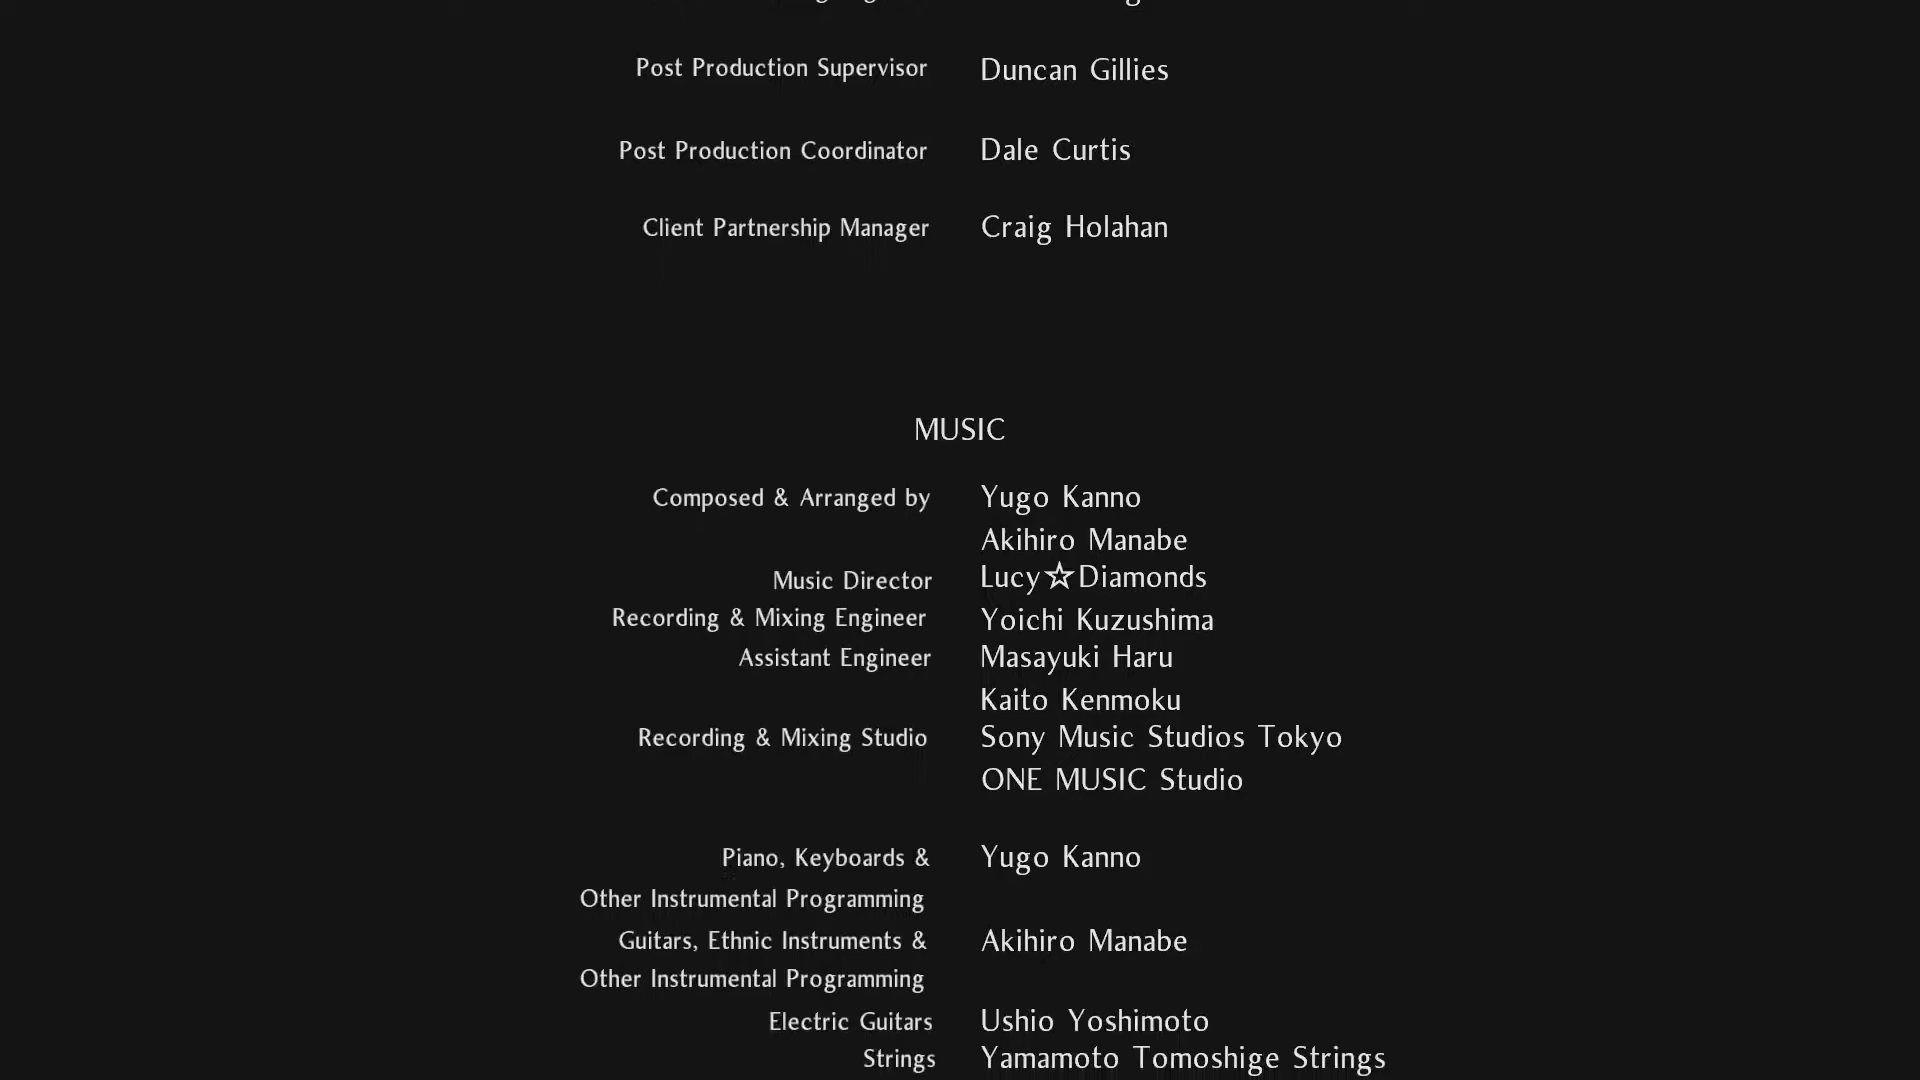 Post Production Supervisor Duncan Gillies
Post Production Coordinator Dale Curtis
Client Partnership Manager Craig Holahan
MUSIC
Composed & Arranged by Yugo Kanno
Akihiro Manabe
Music Director Lucy☆Diamonds
Recording & Mixing Engineer Yoichi Kuzushima
Assistant Engineer Masayuki Haru
Kaito Kenmoku
Recording & Mixing Studio Sony Music Studios Tokyo
ONE MUSIC Studio
Piano, Keyboards & Yugo Kanno
Other Instrumental Programming
Guitars, Ethnic Instruments & Akihiro Manabe
Other Instrumental Programming
Electric Guitars Ushio Yoshimoto
Strings Yamamoto Tomoshige Strings